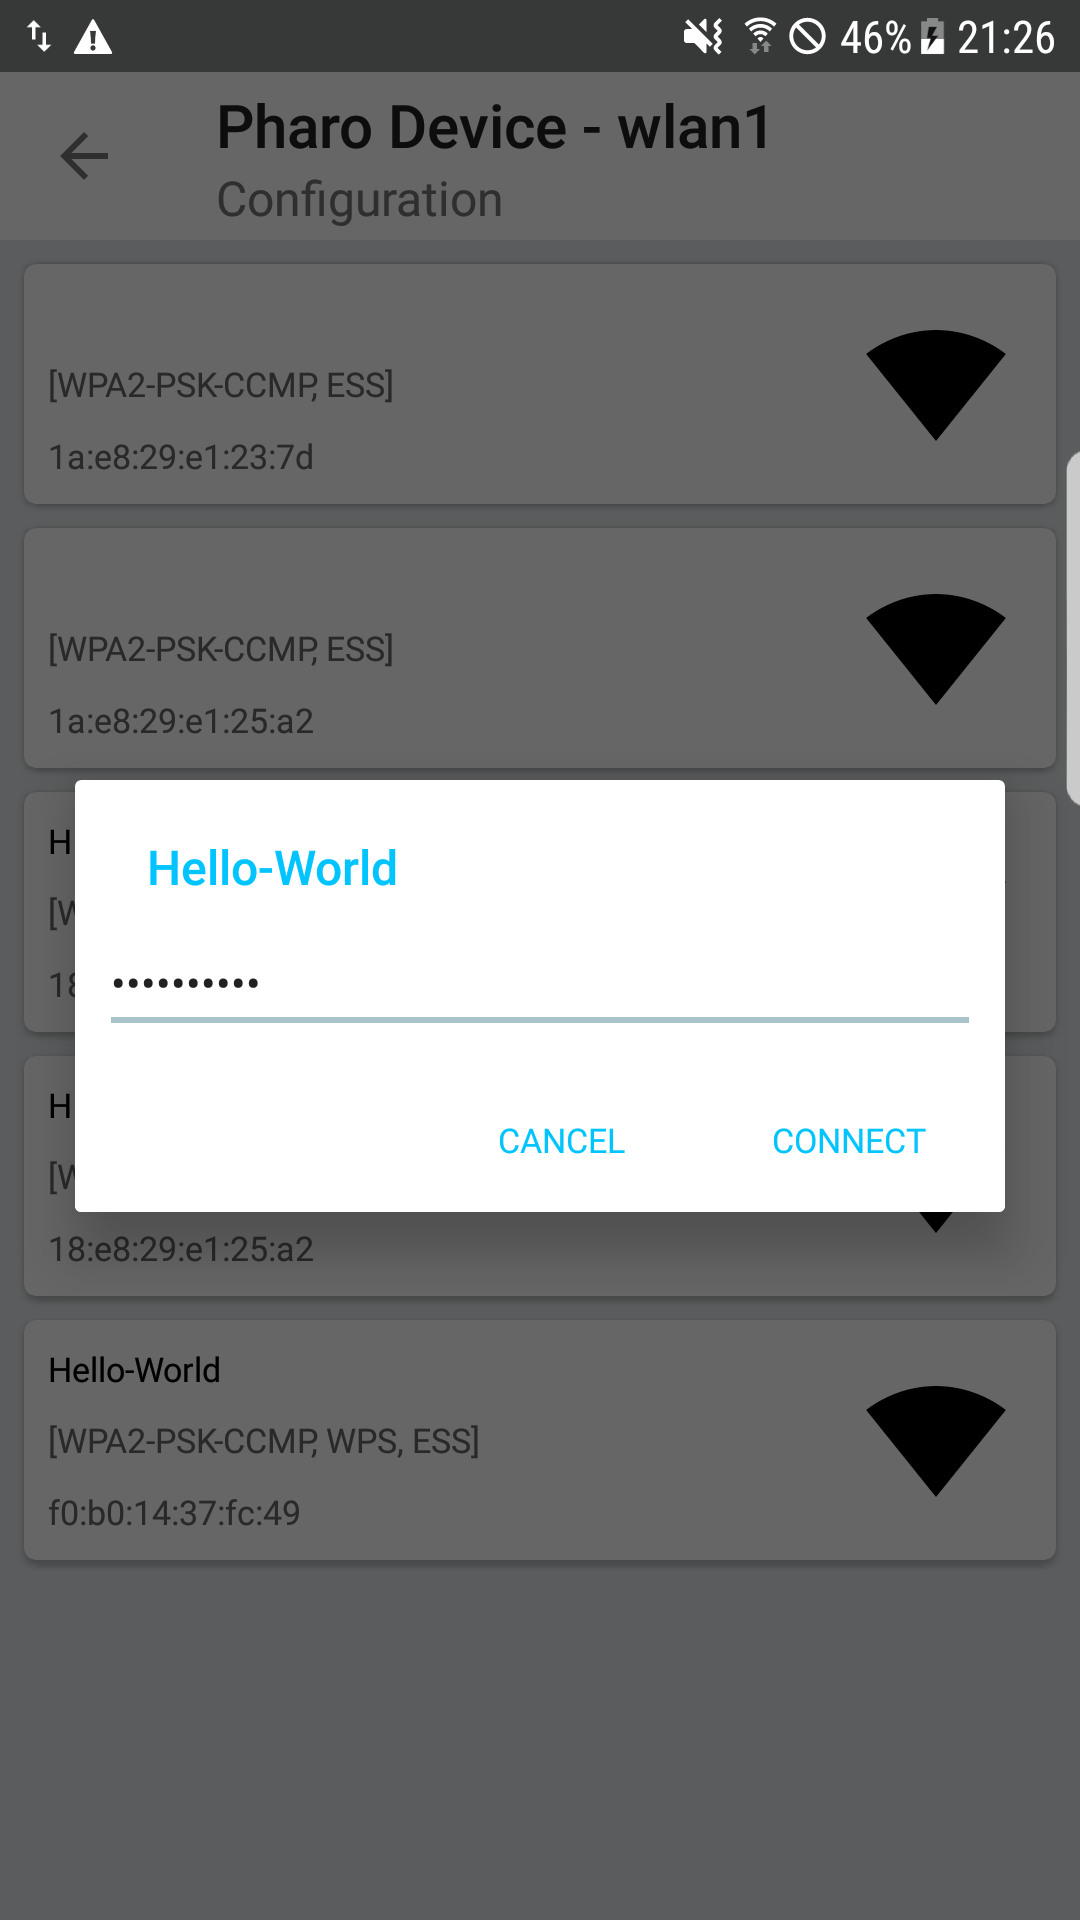 46% 21:26
Pharo Device - wlan1
Configuration
[WPA2-PSK-CCMP, ESS]
1a:e8:29:e1:23:7d
[WPA2-PSK-CCMP, ESS]
1a:e8:29:e1:25:a2
Hello-World
••••••••••
CANCEL CONNECT
18:e8:29:e1:25:a2
Hello-World
[WPA2-PSK-CCMP, WPS, ESS]
f0:b0:14:37:fc:49